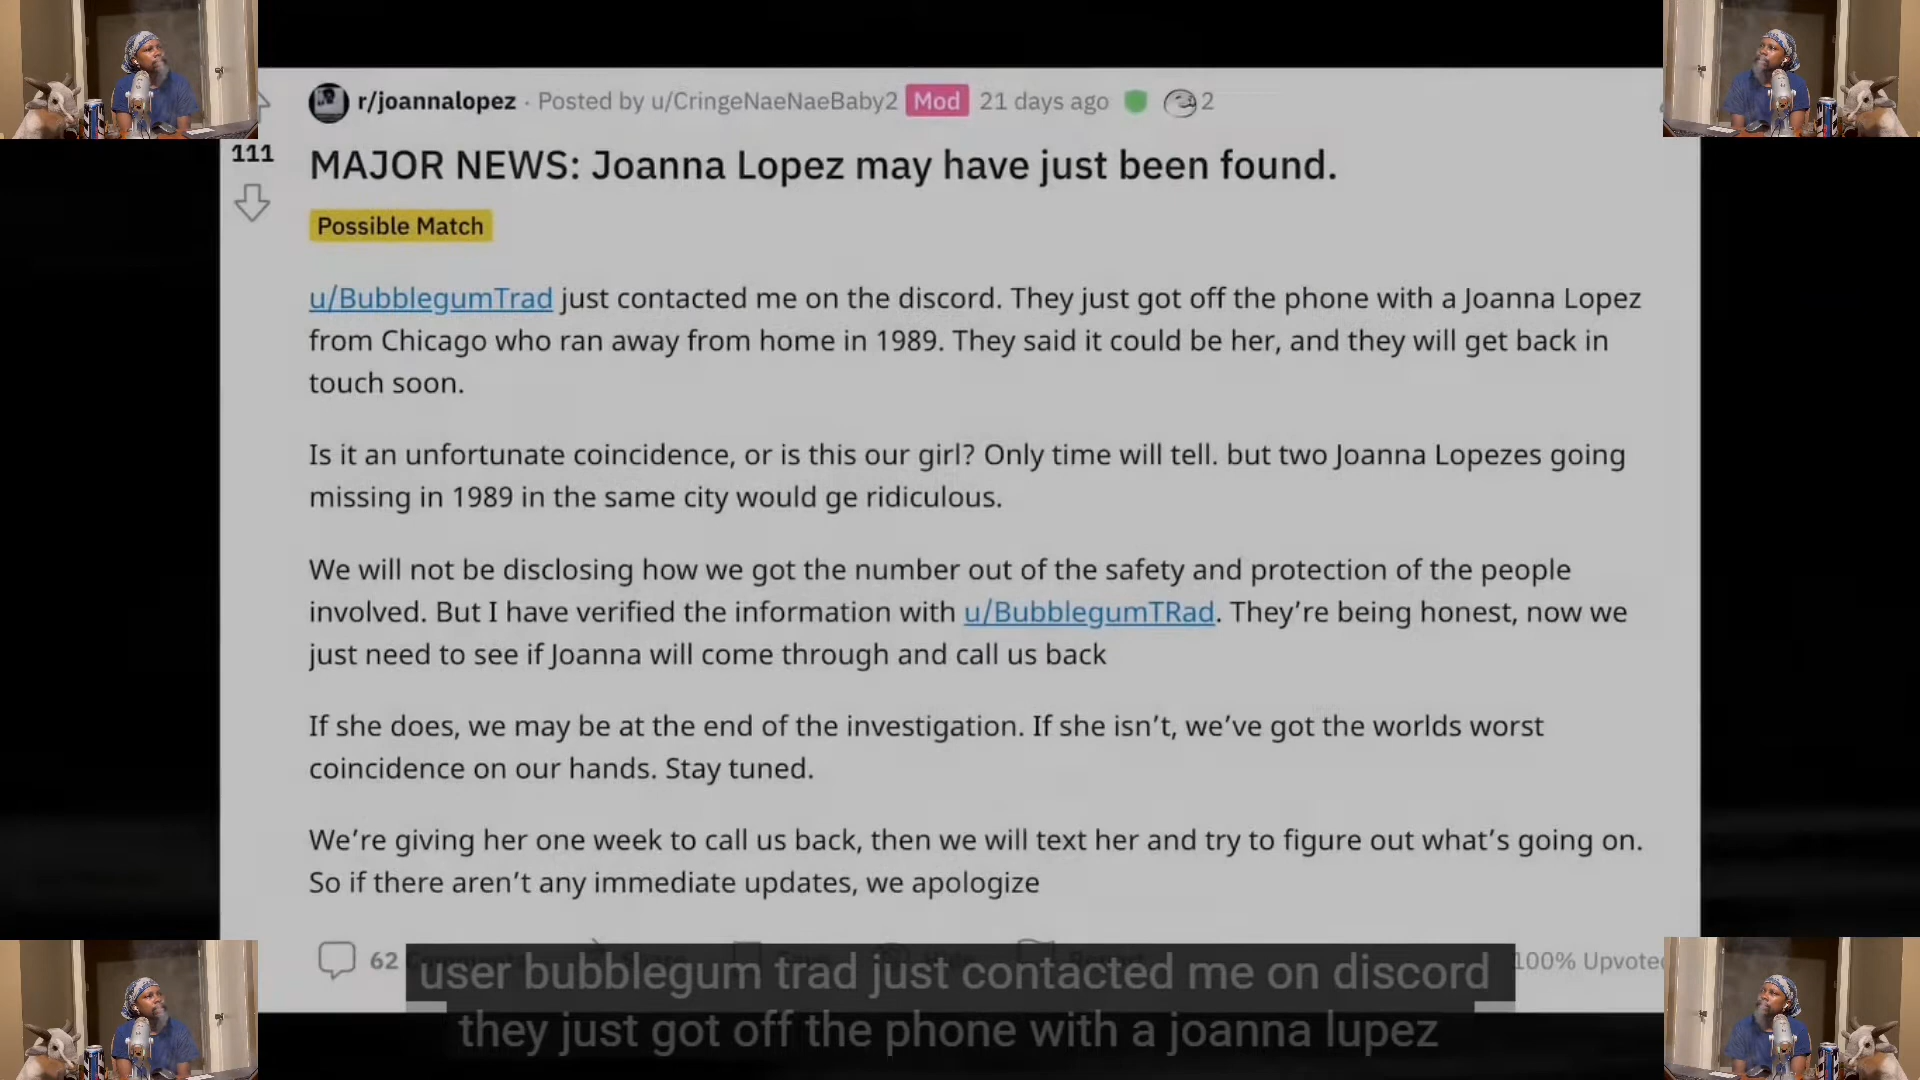 r/joannalopez · Posted by u/CringeNaeNaeBaby2 Mod 21 days ago 2
111
MAJOR NEWS: Joanna Lopez may have just been found.
Possible Match
u/BubblegumTrad just contacted me on the discord. They just got off the phone with a Joanna Lopez
from Chicago who ran away from home in 1989. They said it could be her, and they will get back in
touch soon.
Is it an unfortunate coincidence, or is this our girl? Only time will tell. but two Joanna Lopezes going
missing in 1989 in the same city would ge ridiculous.
We will not be disclosing how we got the number out of the safety and protection of the people
involved. But I have verified the information with u/BubblegumTRad. They're being honest, now we
just need to see if Joanna will come through and call us back
If she does, we may be at the end of the investigation. If she isn't, we've got the worlds worst
coincidence on our hands. Stay tuned.
We're giving her one week to call us back, then we will text her and try to figure out what's going on.
So if there aren't any immediate updates, we apologize
62
100% Upvote
user bubblegum trad just contacted me on discord
they just got off the phone with a joanna lupez